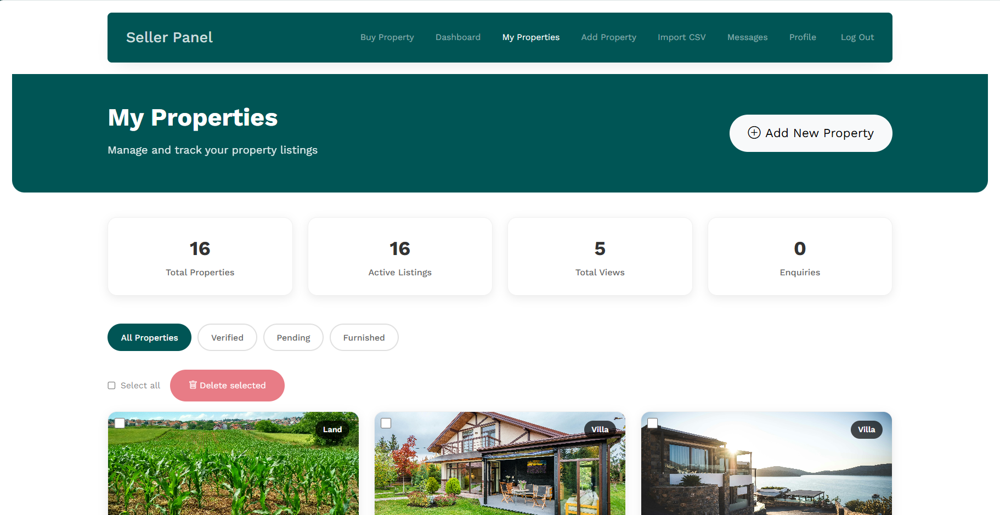 Seller Panel
Buy Property
Dashboard
My Properties
Add Property
Import CSV
Messages
Profile
Log Out
My Properties
Manage and track your property listings
Add New Property
16
Total Properties
16
Active Listings
5
Total Views
0
Enquiries
All Properties
Verified
Pending
Furnished
Select all
Delete selected
Land
Villa
Villa